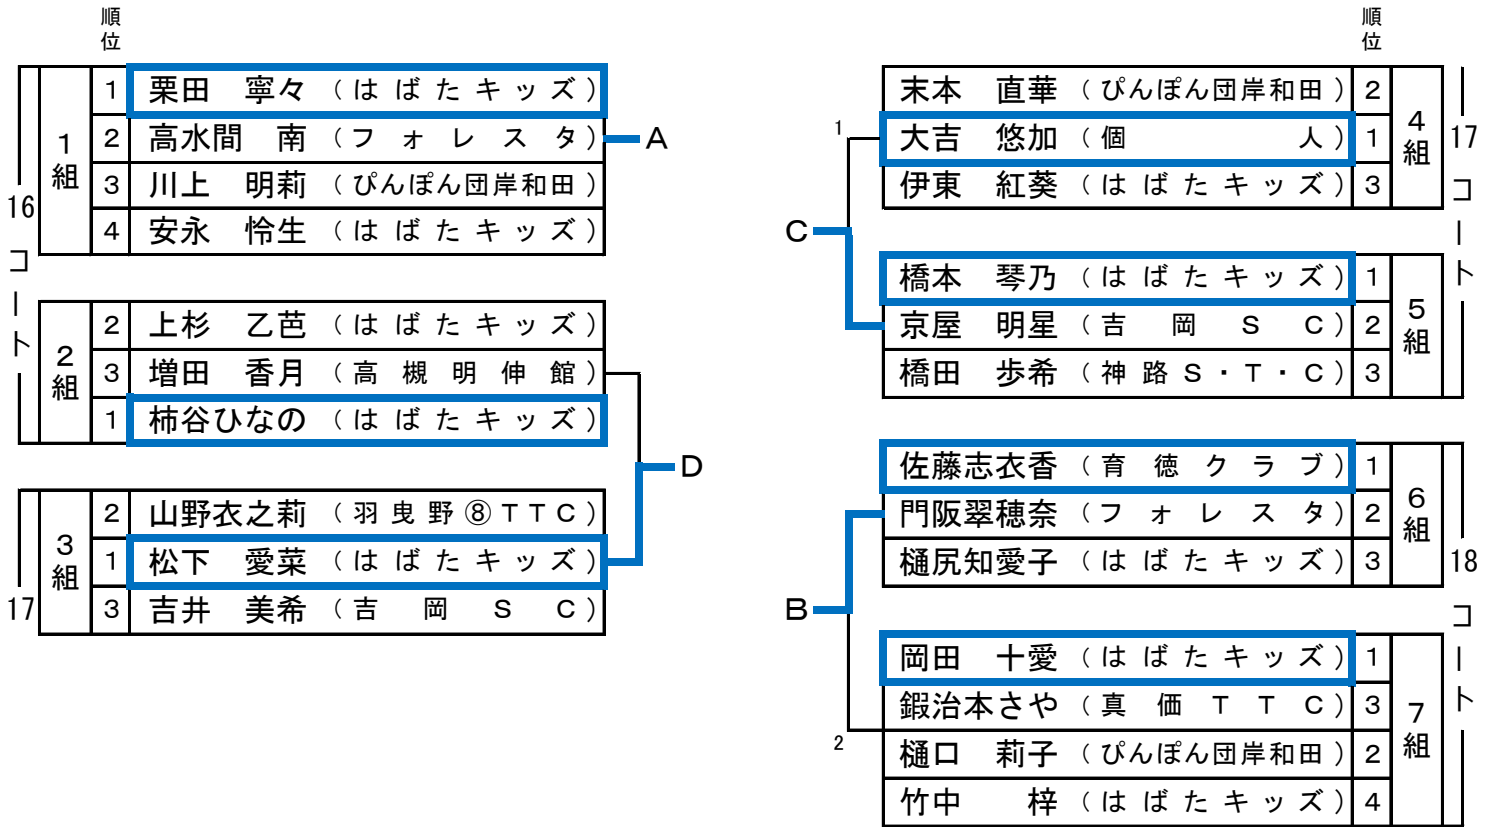 順位
16コート
1組
1 栗田 寧々 (はばたキッズ)
2 高水間 南 (フォレスタ)
3 川上 明莉 (ぴんぽん団岸和田)
4 安永 怜生 (はばたキッズ)
A
2組
2 上杉 乙芭 (はばたキッズ)
3 増田 香月 (高槻明伸館)
1 柿谷ひなの (はばたキッズ)
D
17
3組
2 山野衣之莉 (羽曳野⑧TTC)
1 松下 愛菜 (はばたキッズ)
3 吉井 美希 (吉岡SC)
順位
17コート
4組
末本 直華 (ぴんぽん団岸和田) 2
1
大吉 悠加 (個人) 1
伊東 紅葵 (はばたキッズ) 3
C
5組
橋本 琴乃 (はばたキッズ) 1
京屋 明星 (吉岡SC) 2
橋田 歩希 (神路S・T・C) 3
18コート
6組
佐藤志衣香 (育徳クラブ) 1
門阪翠穂奈 (フォレスタ) 2
樋尻知愛子 (はばたキッズ) 3
B
7組
岡田 十愛 (はばたキッズ) 1
鍜治本さや (真価TTC) 3
2
樋口 莉子 (ぴんぽん団岸和田) 2
竹中 梓 (はばたキッズ) 4